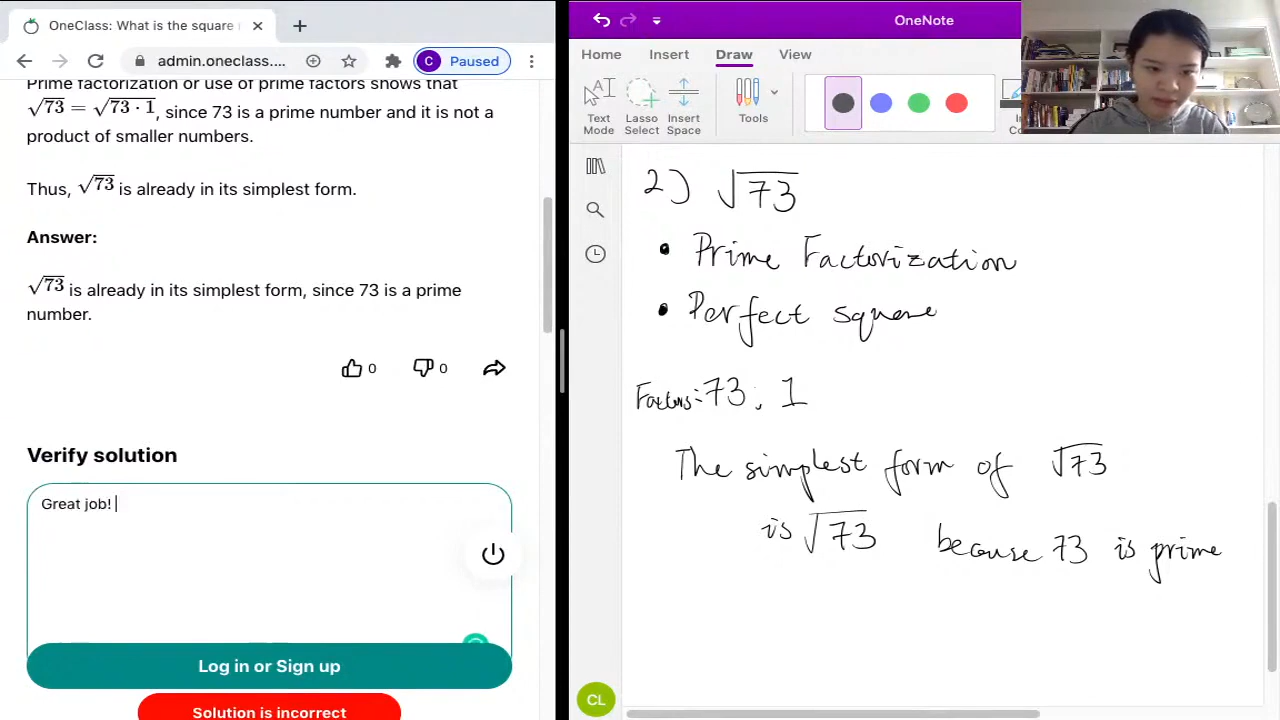 OneClass: What is the square
admin.oneclass....
C Paused
Prime factorization or use of prime factors shows that
√73 = √73 · 1, since 73 is a prime number and it is not a
product of smaller numbers.
Thus, √73 is already in its simplest form.
Answer:
√73 is already in its simplest form, since 73 is a prime
number.
0 0
Verify solution
Great job!
Log in or Sign up
Solution is incorrect
OneNote
Home Insert Draw View
Text
Mode
Lasso
Select
Insert
Space
Tools
2) √73
• Prime Factorization
• Perfect square
Factors: 73, 1
The simplest form of √73
is √73 because 73 is prime
CL